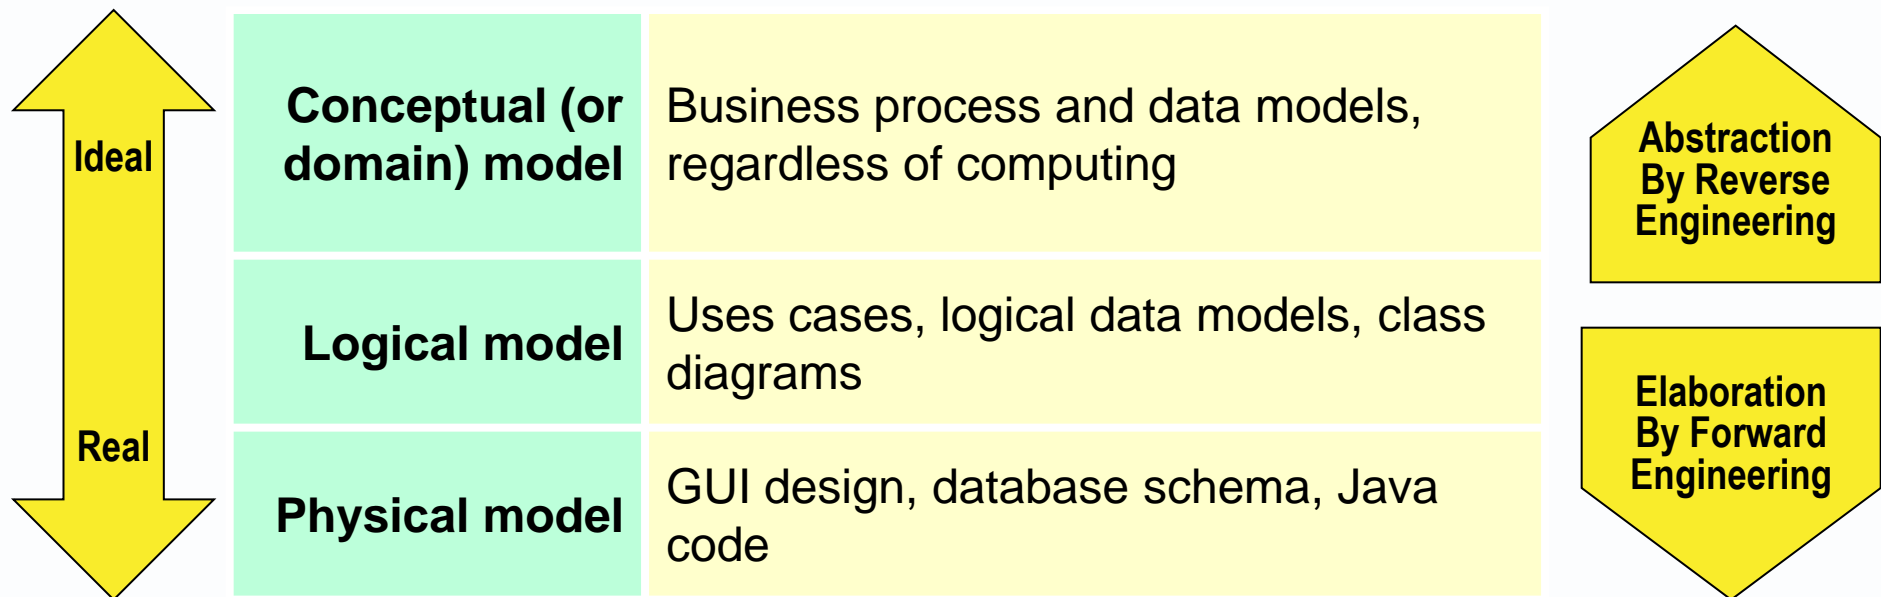 Ideal
Real
Conceptual (or
domain) model
Business process and data models,
regardless of computing
Logical model
Uses cases, logical data models, class
diagrams
Physical model
GUI design, database schema, Java
code
Abstraction
By Reverse
Engineering
Elaboration
By Forward
Engineering